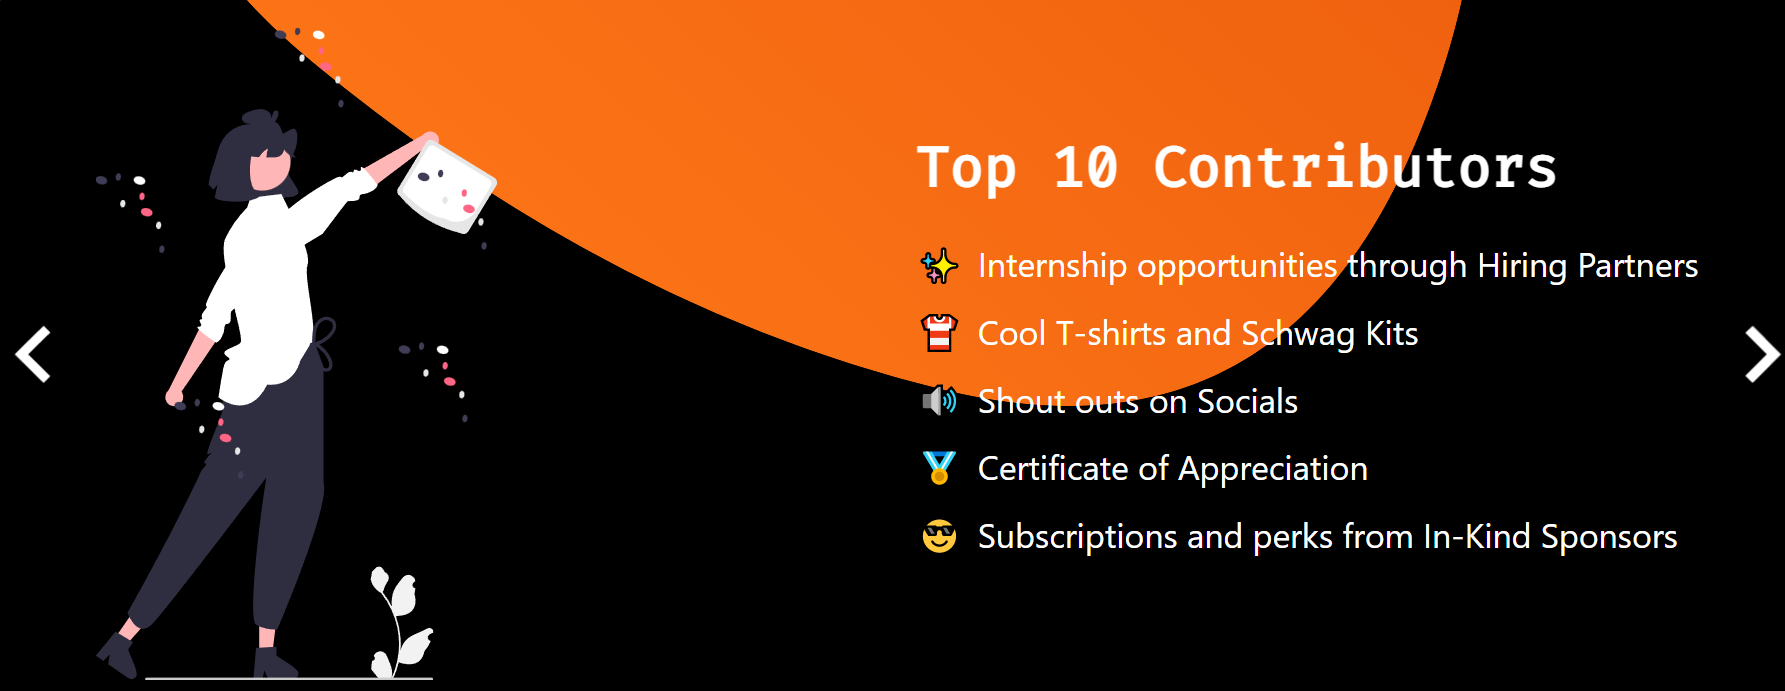 Top 10 Contributors
Internship opportunities through Hiring Partners
Cool T-shirts and Schwag Kits
Shout outs on Socials
Certificate of Appreciation
Subscriptions and perks from In-Kind Sponsors